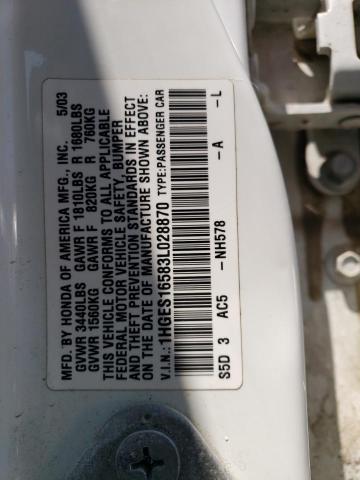 MFD. BY HONDA OF AMERICA MFG., INC. 5/03
GVWR 3440LBS GAWR F 1810LBS R 1680LBS
GVWR 1560KG GAWR F 820KG R 760KG
THIS VEHICLE CONFORMS TO ALL APPLICABLE
FEDERAL MOTOR VEHICLE SAFETY, BUMPER
AND THEFT PREVENTION STANDARDS IN EFFECT
ON THE DATE OF MANUFACTURE SHOWN ABOVE.
V.I.N.: 1HGES16583L028870 TYPE:PASSENGER CAR
S5D 3 AC5 -NH578 -A -L